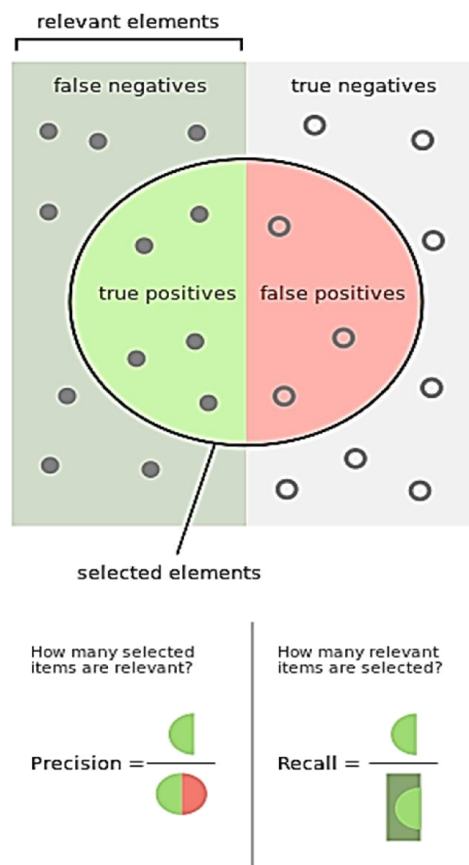 relevant elements
false negatives
true negatives
true positives
false positives
selected elements
How many selected
items are relevant?
How many relevant
items are selected?
Precision =
Recall =